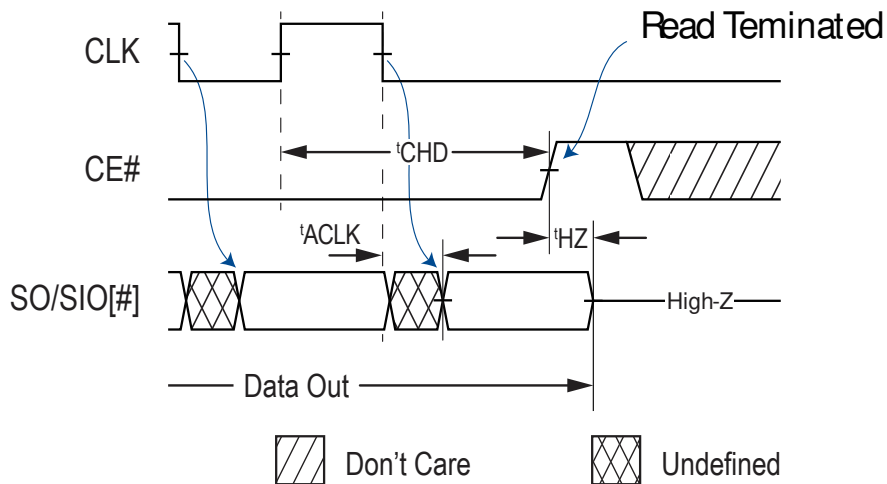 Read Teminated
CLK
tCHD
CE#
tACLK
tHZ
SO/SIO[#]
High-Z
Data Out
Don't Care
Undefined